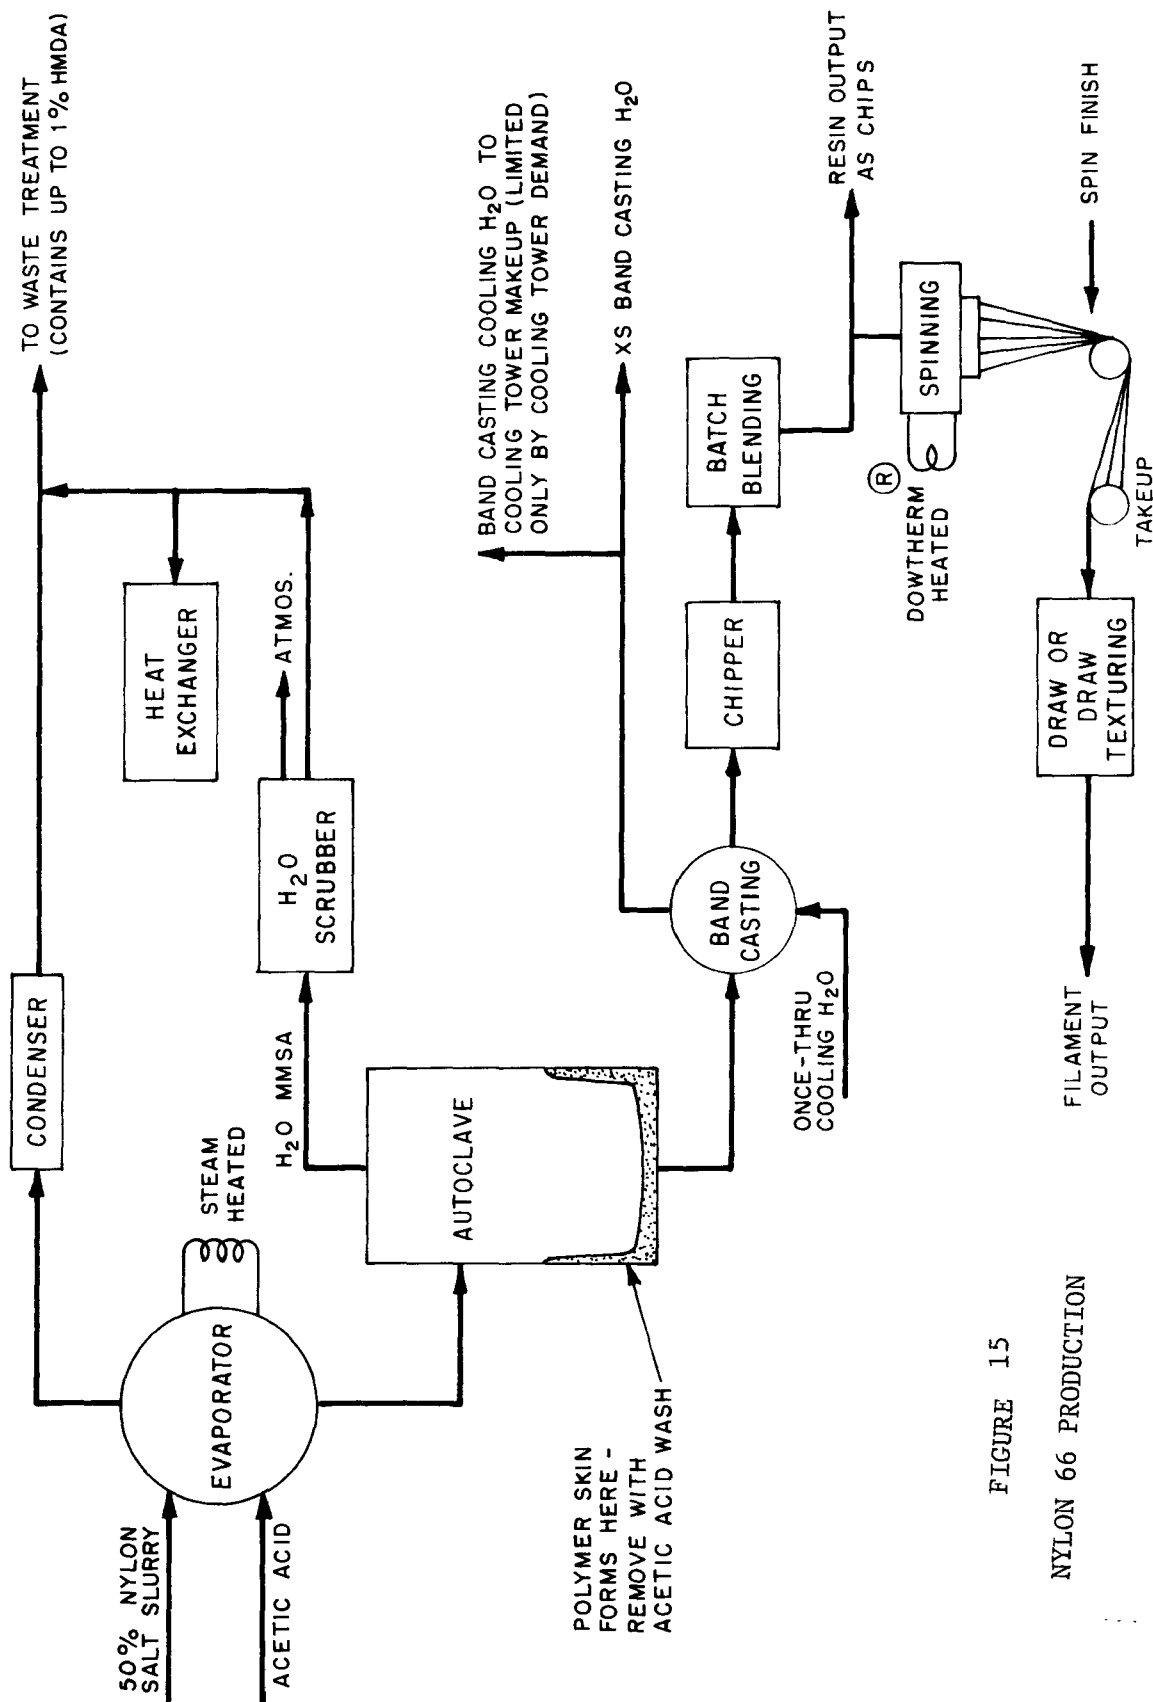 50% NYLON
SALT SLURRY
ACETIC ACID
EVAPORATOR
STEAM
HEATED
CONDENSER
TO WASTE TREATMENT
(CONTAINS UP TO 1% HMDA)
HEAT
EXCHANGER
H₂O MMSA
H₂O
SCRUBBER
ATMOS.
AUTOCLAVE
POLYMER SKIN
FORMS HERE -
REMOVE WITH
ACETIC ACID WASH
BAND CASTING COOLING H₂O TO
COOLING TOWER MAKEUP (LIMITED
ONLY BY COOLING TOWER DEMAND)
XS BAND CASTING H₂O
BAND
CASTING
ONCE-THRU
COOLING H₂O
CHIPPER
BATCH
BLENDING
RESIN OUTPUT
AS CHIPS
SPINNING
®
DOWTHERM
HEATED
SPIN FINISH
TAKEUP
DRAW OR
DRAW
TEXTURING
FILAMENT
OUTPUT
FIGURE 15
NYLON 66 PRODUCTION